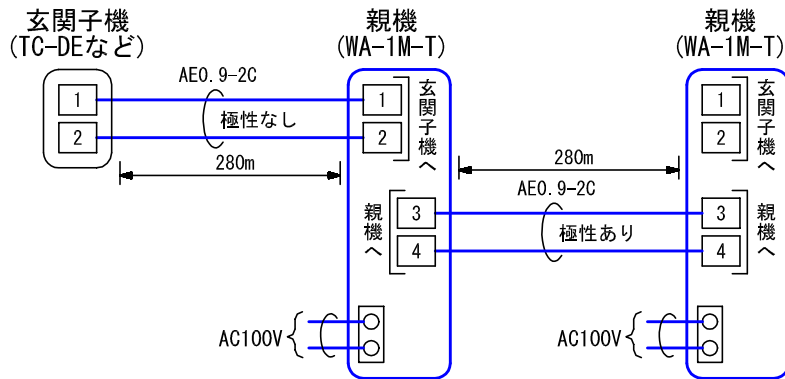 玄関子機
(TC-DEなど)
親機
(WA-1M-T)
親機
(WA-1M-T)
AE0.9-2C
極性なし
280m
1
2
1
2
玄関子機へ
親機へ
3
4
280m
AE0.9-2C
極性あり
1
2
玄関子機へ
3
4
親機へ
AC100V
AC100V